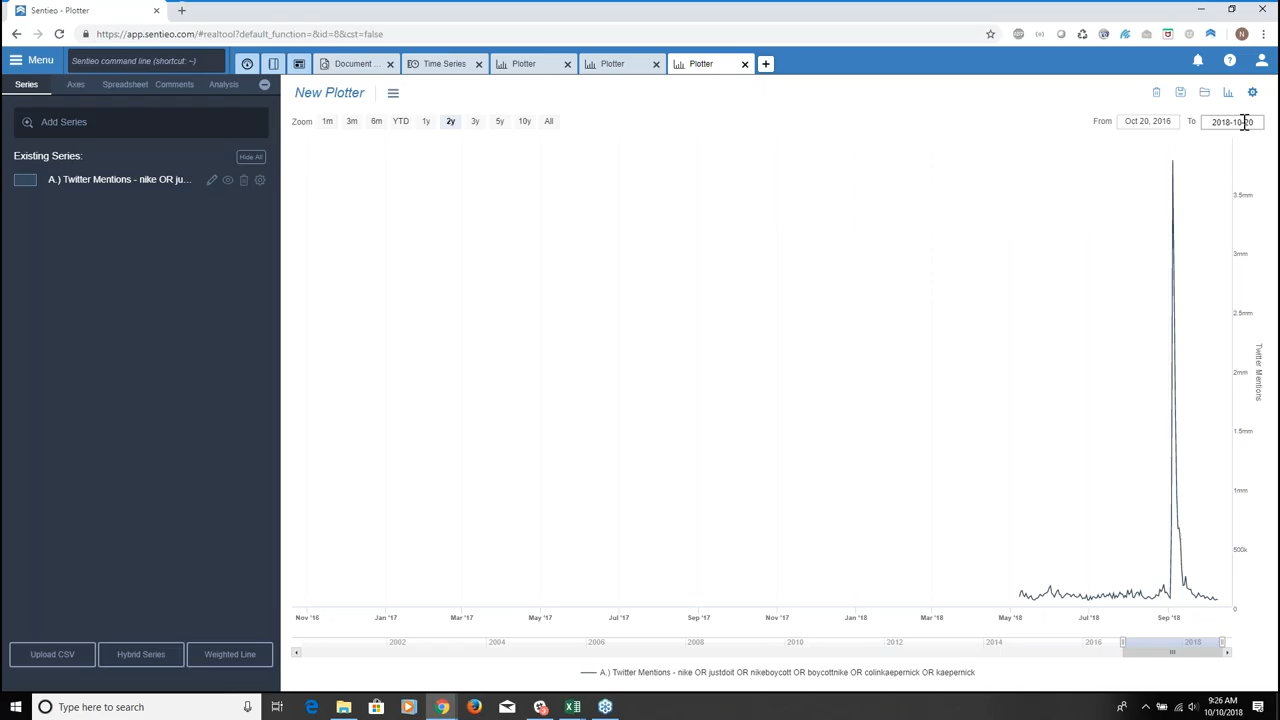 Sentieo - Plotter
https://app.sentieo.com/#realtool?default_function=&id=8&cst=false
N
Menu
Sentieo command line (shortcut: ~)
Document ...
Time Series
Plotter
Plotter
Plotter
Series
Axes
Spreadsheet
Comments
Analysis
New Plotter
Add Series
Zoom
1m
3m
6m
YTD
1y
2y
3y
5y
10y
All
From
Oct 20, 2016
To
2018-10-20
Existing Series:
Hide All
A.) Twitter Mentions - nike OR ju...
3.5mm
3mm
2.5mm
2mm
1.5mm
1mm
500k
0
Twitter Mentions
Nov '16
Jan '17
Mar '17
May '17
Jul '17
Sep '17
Nov '17
Jan '18
Mar '18
May '18
Jul '18
Sep '18
2002
2004
2006
2008
2010
2012
2014
2016
2018
Upload CSV
Hybrid Series
Weighted Line
A.) Twitter Mentions - nike OR justdoit OR nikeboycott OR boycottnike OR colinkaepernick OR kaepernick
Type here to search
9:26 AM
10/10/2018